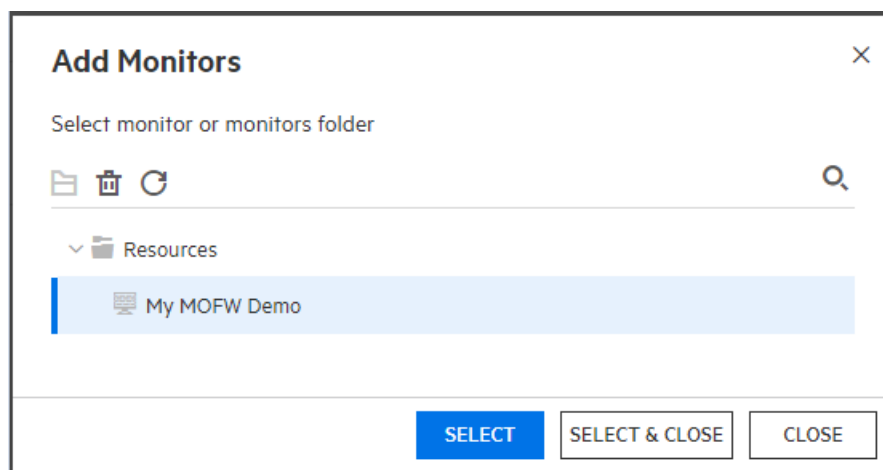 Add Monitors
Select monitor or monitors folder
Resources
My MOFW Demo
SELECT SELECT & CLOSE CLOSE